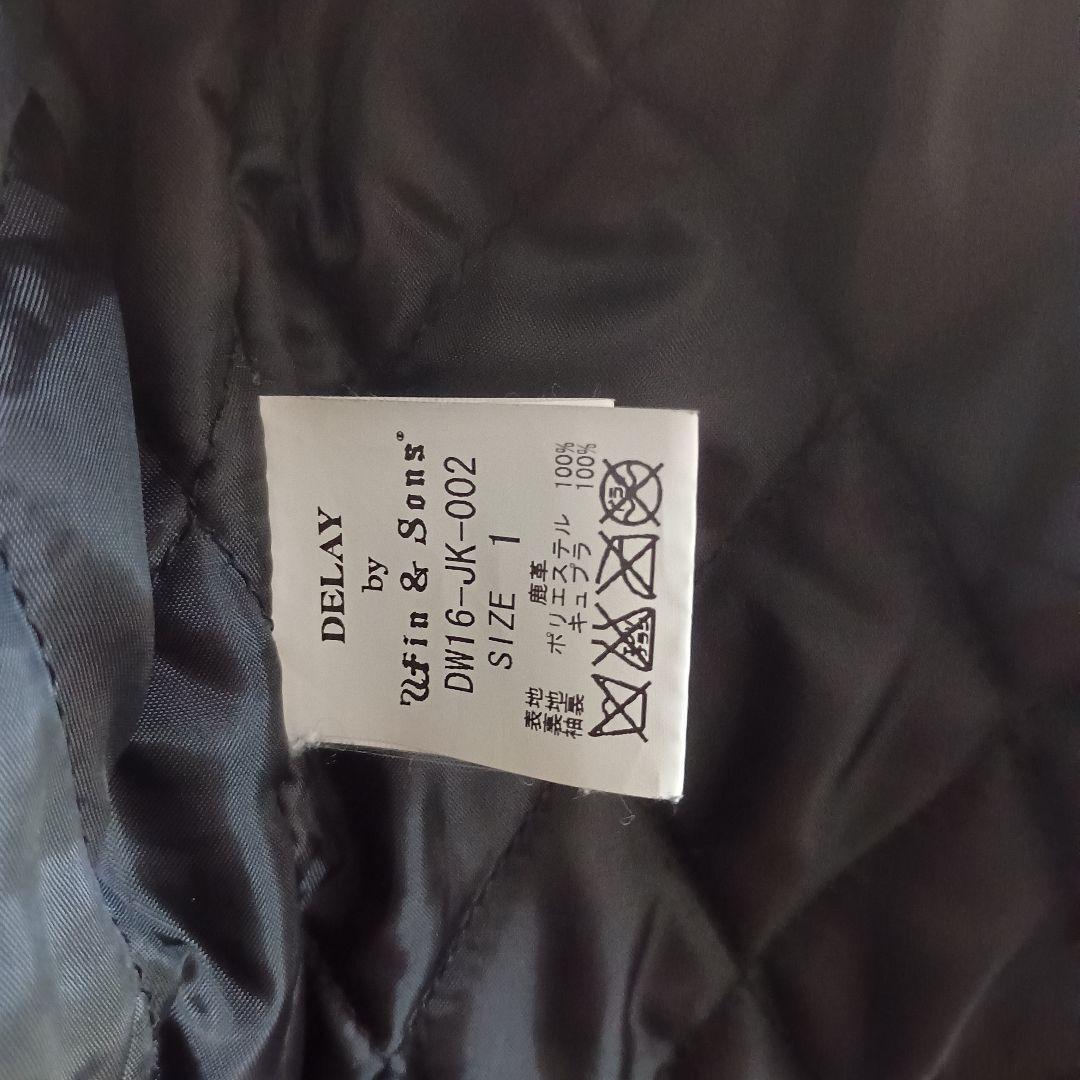 DELAY
by
Wfin & Sons®
DW16-JK-002
SIZE 1
表地 鹿革
裏地 ポリエステル 100%
袖裏 キュプラ 100%